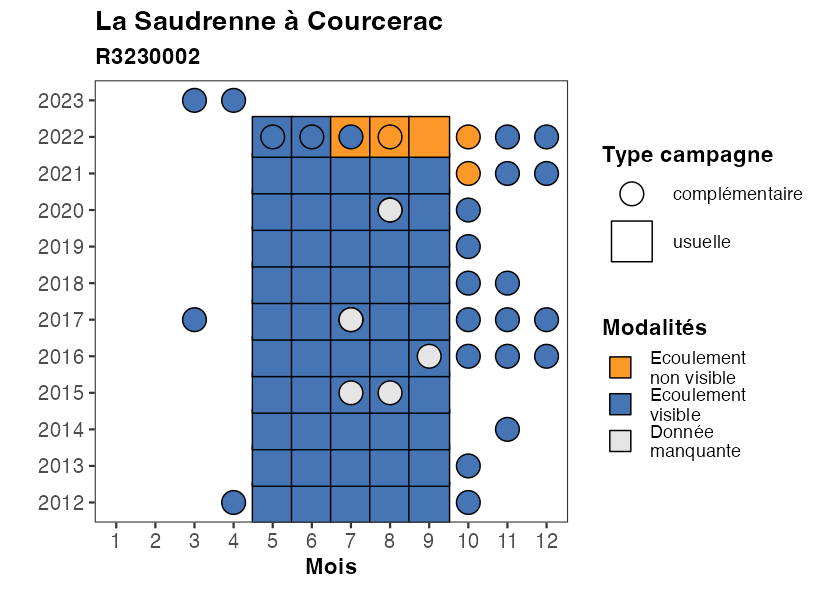 La Saudrenne à Courcerac
R3230002
2023
2022
2021
2020
2019
2018
2017
2016
2015
2014
2013
2012
1 2 3 4 5 6 7 8 9 10 11 12
Mois
Type campagne
complémentaire
usuelle
Modalités
Ecoulement
non visible
Ecoulement
visible
Donnée
manquante